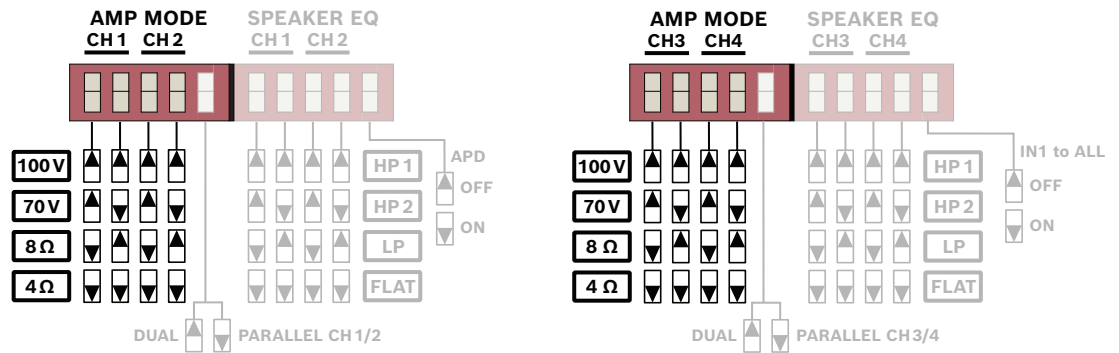 AMP MODE SPEAKER EQ
CH 1 CH 2 CH 1 CH 2
100 V HP 1 APD
OFF
70 V HP 2
ON
8 Ω LP
4 Ω FLAT
DUAL PARALLEL CH 1/2
AMP MODE SPEAKER EQ
CH3 CH4 CH3 CH4
100 V HP 1 IN1 to ALL
OFF
70 V HP 2
ON
8 Ω LP
4 Ω FLAT
DUAL PARALLEL CH3/4